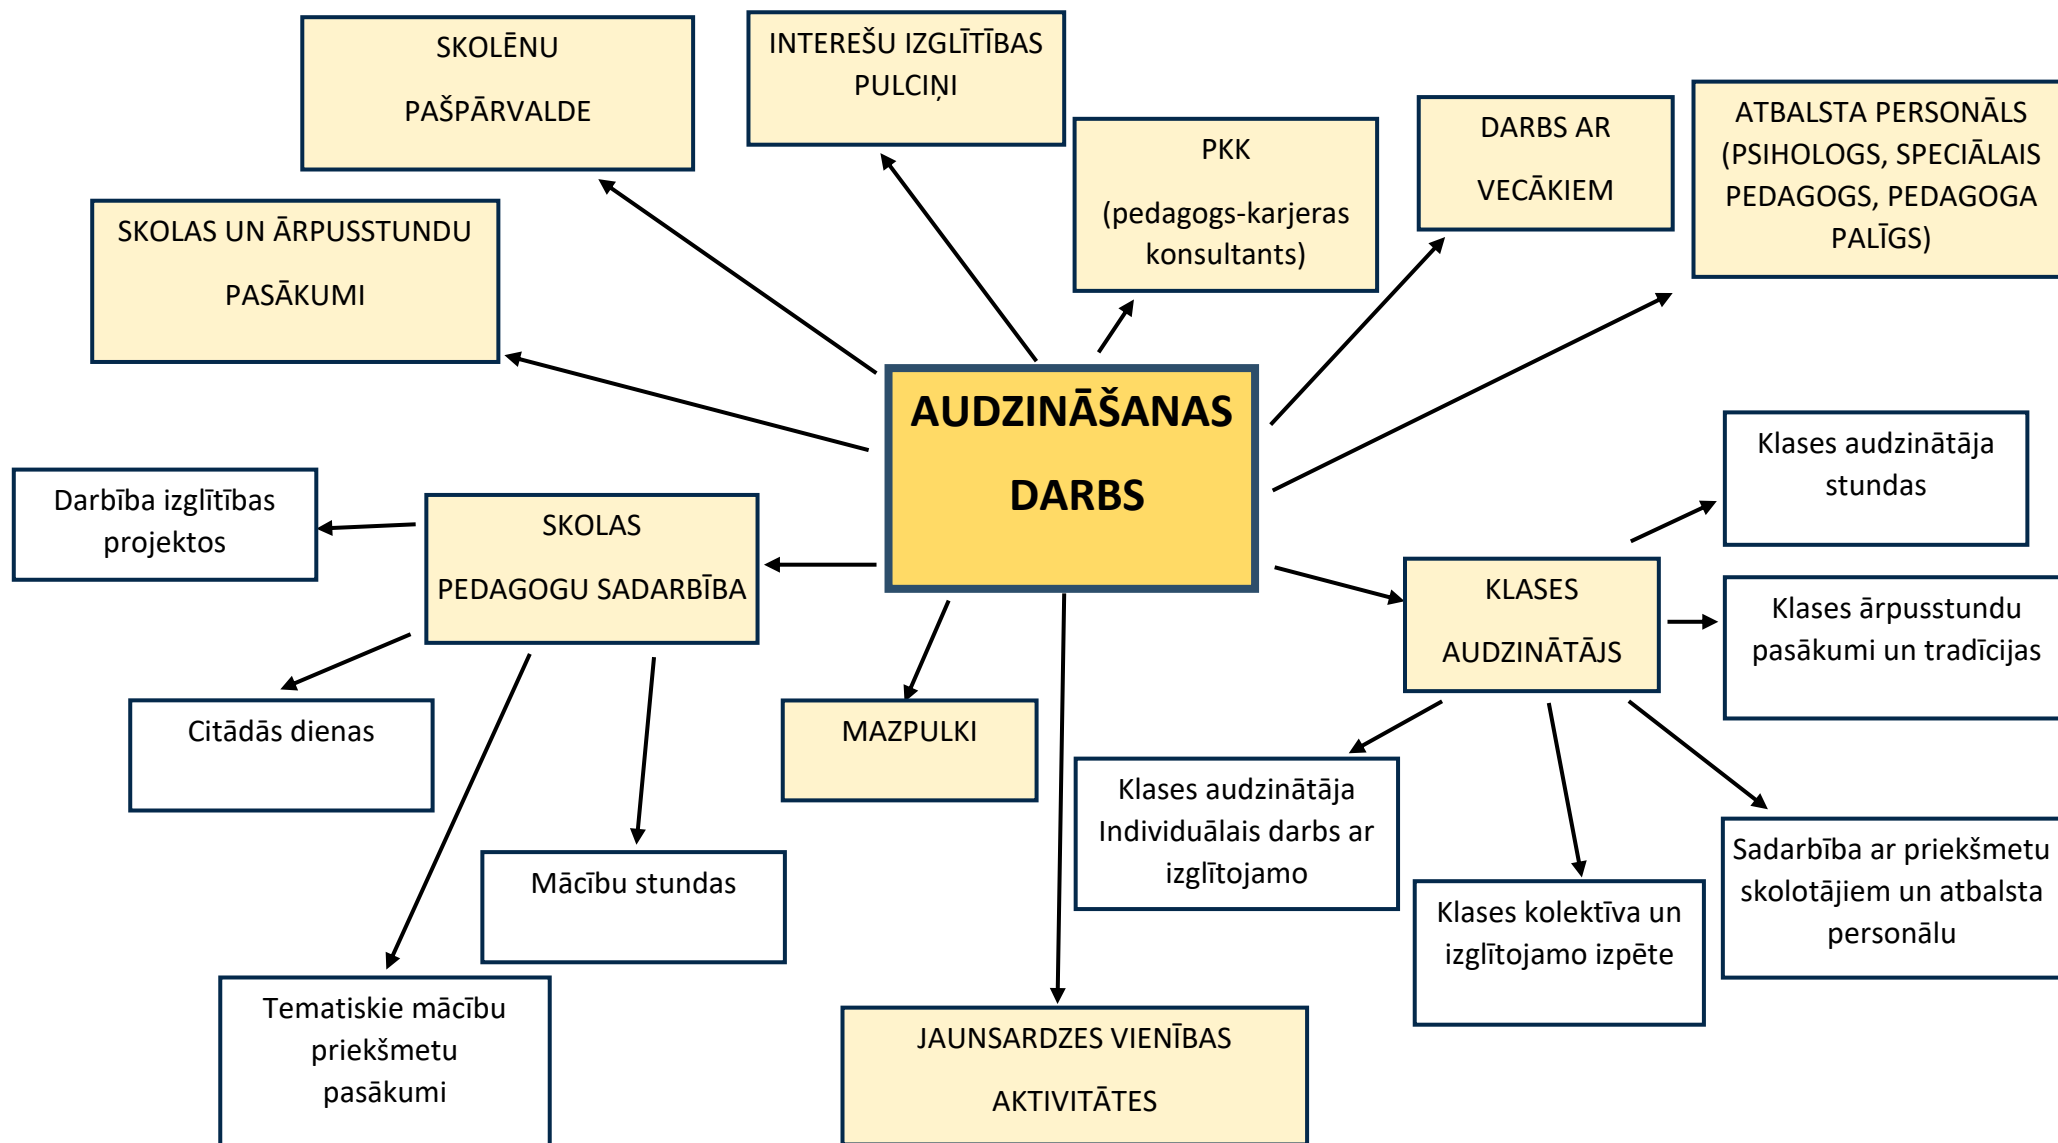 SKOLĒNU
PAŠPĀRVALDE
INTEREŠU IZGLĪTĪBAS
PULCIŅI
PKK
(pedagogs-karjeras
konsultants)
DARBS AR
VECĀKIEM
ATBALSTA PERSONĀLS
(PSIHOLOGS, SPECIĀLAIS
PEDAGOGS, PEDAGOGA
PALĪGS)
SKOLAS UN ĀRPUSSTUNDU
PASĀKUMI
AUDZINĀŠANAS
DARBS
Klases audzinātāja
stundas
Darbība izglītības
projektos
SKOLAS
PEDAGOGU SADARBĪBA
KLASES
AUDZINĀTĀJS
Klases ārpusstundu
pasākumi un tradīcijas
Citādās dienas
MAZPULKI
Klases audzinātāja
Individuālais darbs ar
izglītojamo
Mācību stundas
Klases kolektīva un
izglītojamo izpēte
Sadarbība ar priekšmetu
skolotājiem un atbalsta
personālu
Tematiskie mācību
priekšmetu
pasākumi
JAUNSARDZES VIENĪBAS
AKTIVITĀTES